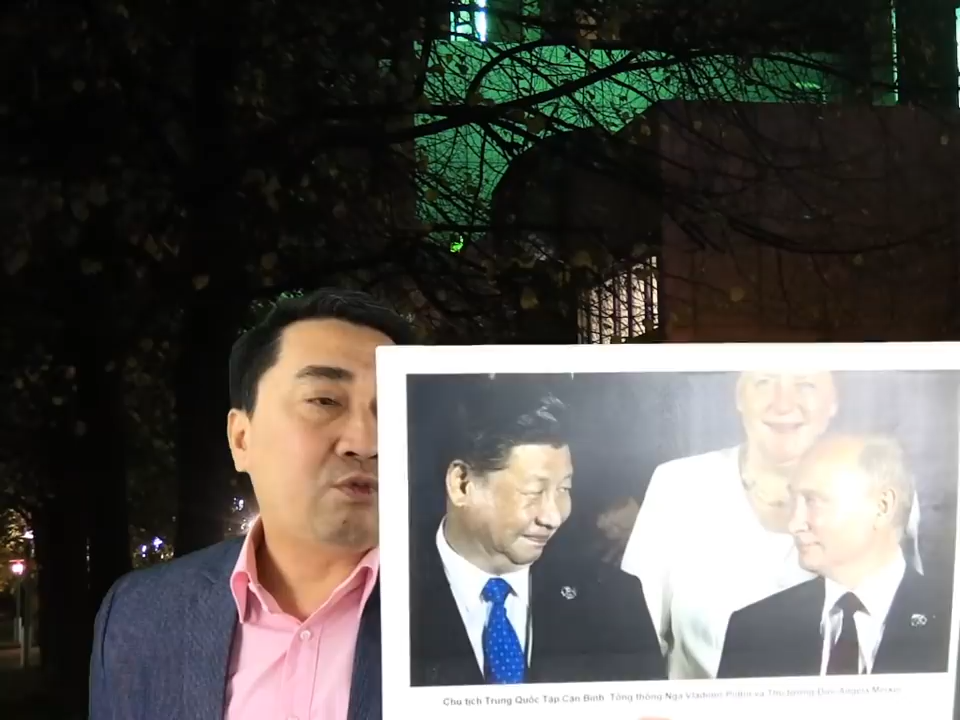 Chủ tịch Trung Quốc Tập Cận Bình Tổng thống Nga Vladimir Putin và Thủ tướng Đức Angela Merkel